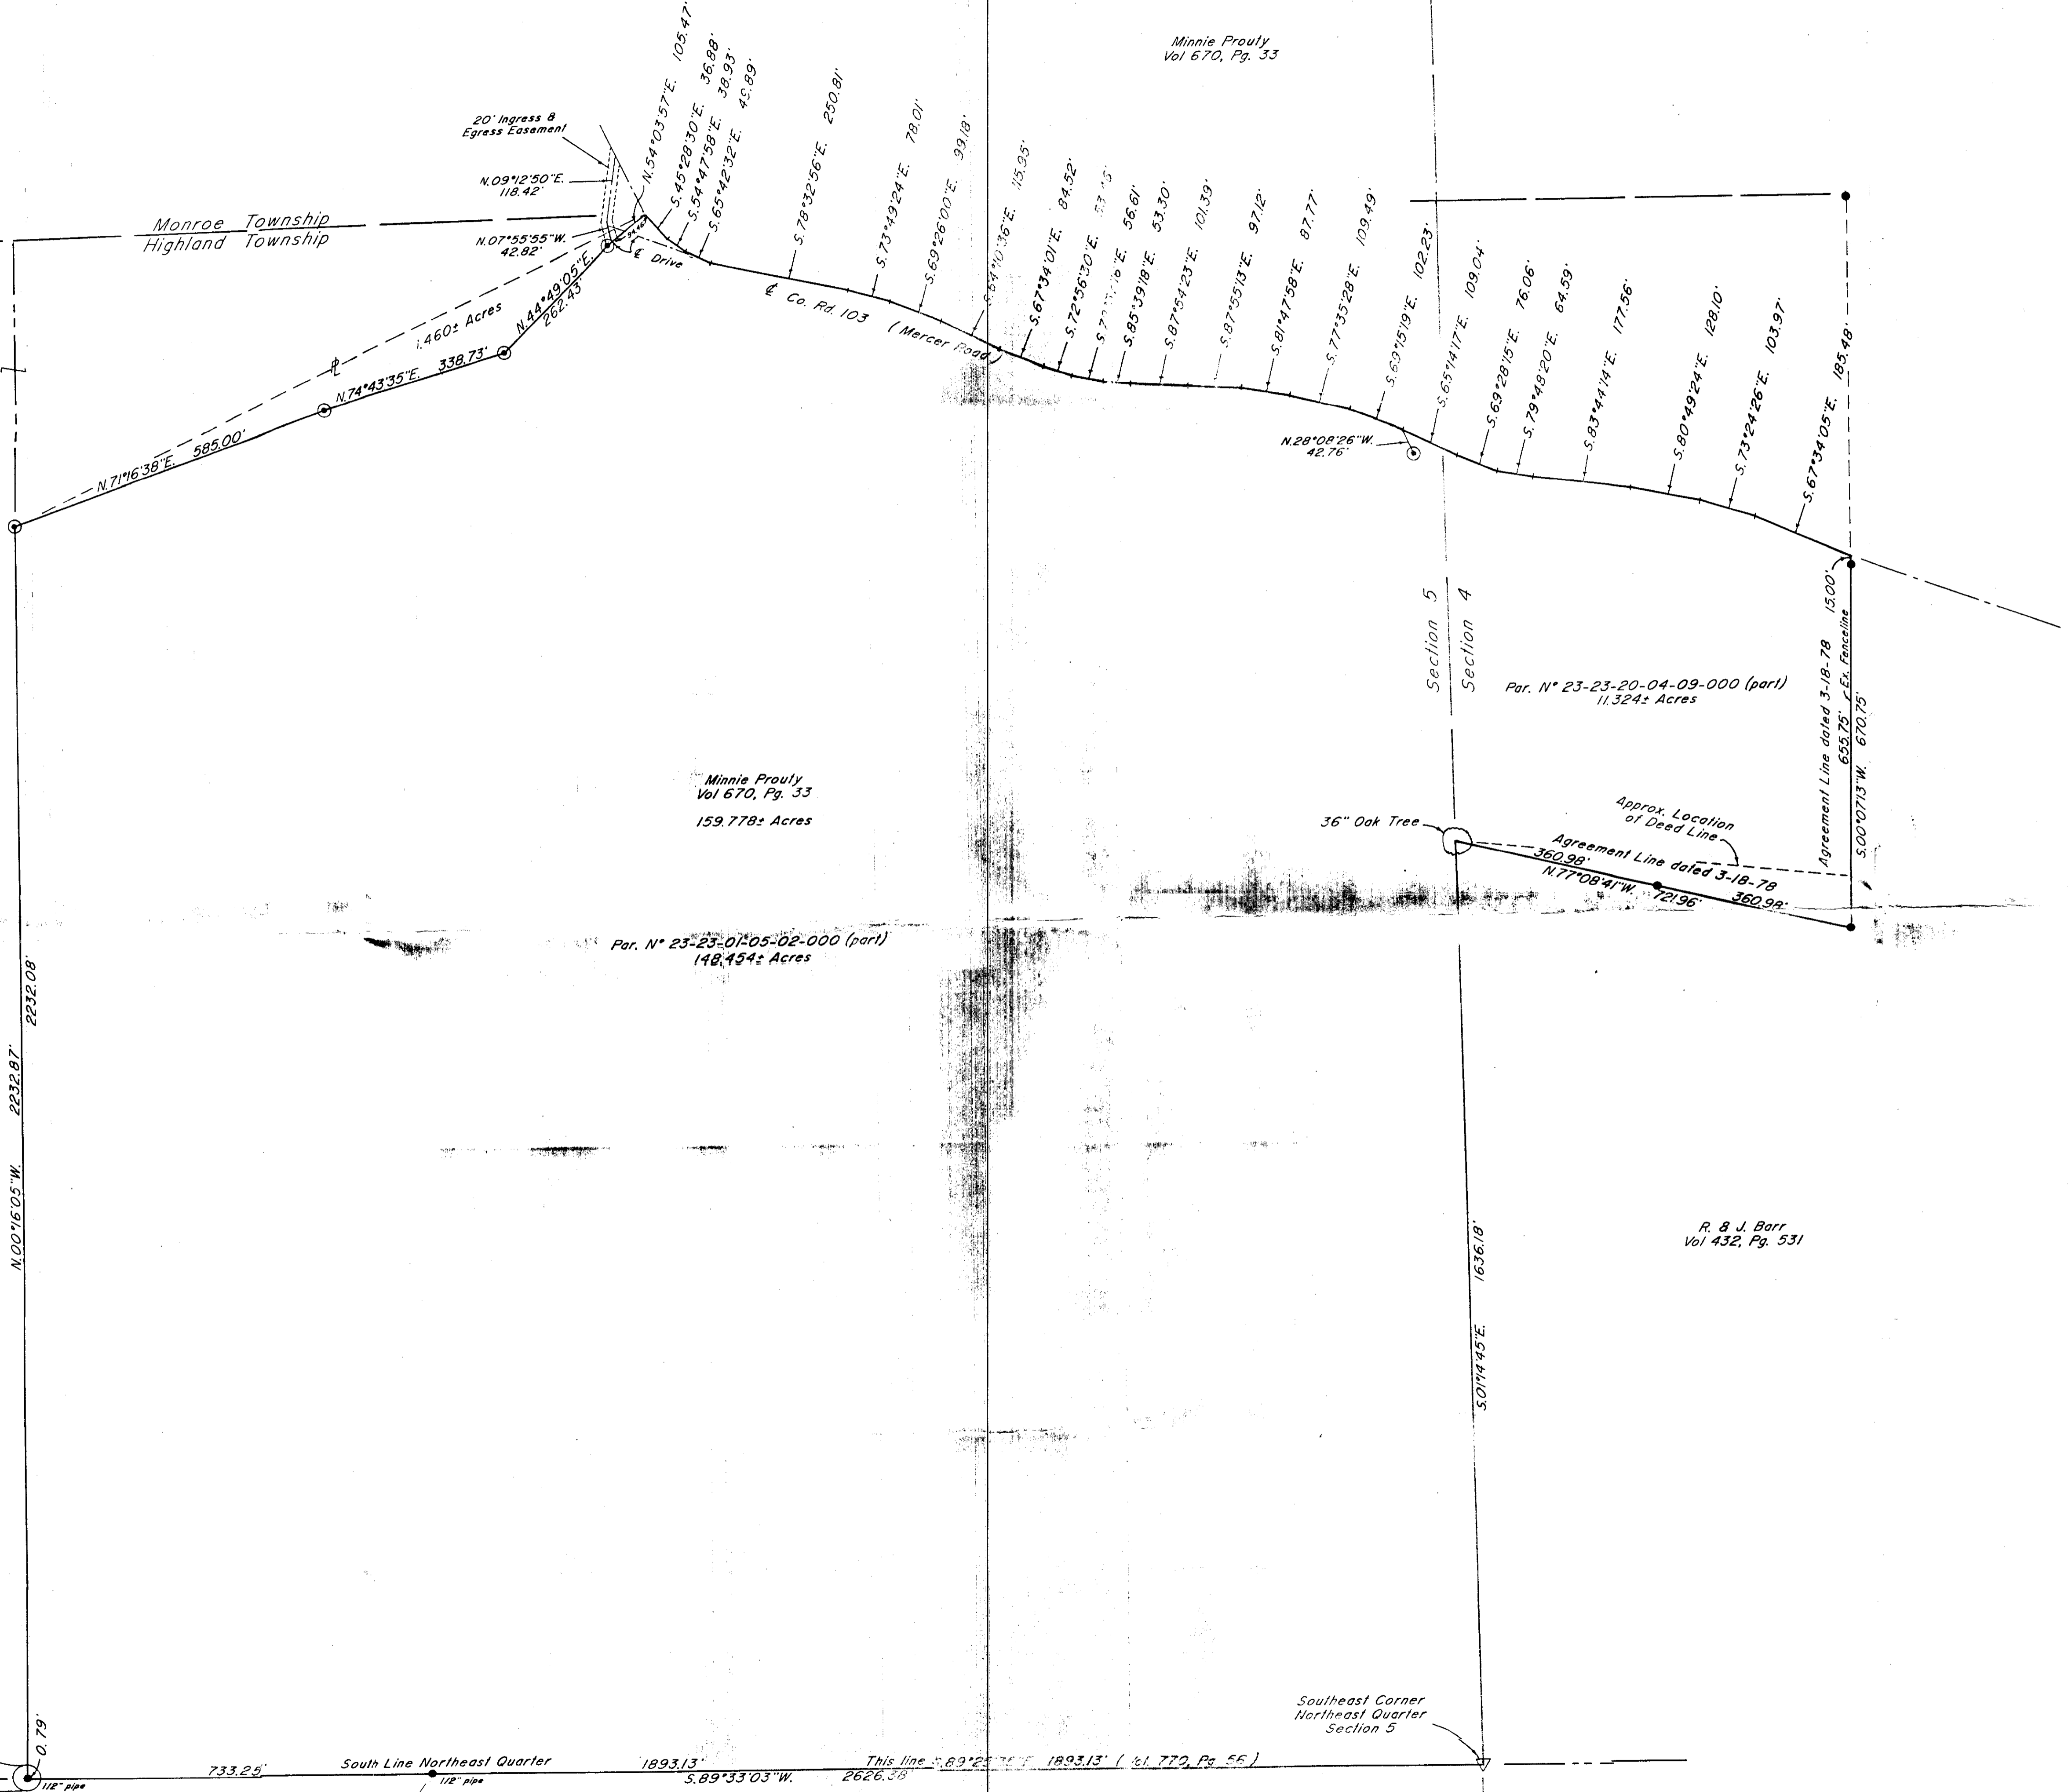 Minnie Prouty
Vol 670, Pg. 33
20' Ingress &
Egress Easement
N.09°12'50"E.
118.42'
N.07°55'55"W.
42.82'
Monroe Township
Highland Township
N.54°03'57"E. 105.47'
S.45°28'30"E. 36.88'
S.54°47'58"E. 38.93'
S.65°42'32"E. 49.89'
S.78°32'56"E. 250.81'
S.73°49'24"E. 78.01'
S.69°26'00"E. 99.18'
S.64°10'36"E. 115.95'
S.67°34'01"E. 84.52'
S.72°56'30"E.
56.61'
S.85°39'18"E. 53.30'
S.87°54'23"E. 101.39'
S.87°55'13"E. 97.12'
S.81°47'58"E. 87.77'
S.77°35'28"E. 109.49'
S.69°15'19"E. 102.23'
S.65°14'17"E. 109.04'
S.69°28'15"E. 76.06'
S.79°48'20"E. 64.59'
S.83°44'14"E. 177.56'
S.80°49'24"E. 128.10'
S.73°24'26"E. 103.97'
S.67°34'05"E. 185.48'
℄ Drive
℄ Co. Rd. 103 (Mercer Road)
1.460± Acres
℄
N.44°49'05"E.
262.43'
N.74°43'35"E. 338.73'
N.71°16'38"E. 585.00'
N.28°08'26"W.
42.76'
Section 5
Section 4
Par. Nº 23-23-20-04-09-000 (part)
11.324± Acres
Agreement Line dated 3-18-78 15.00'
655.75' Ex. Fenceline
S.00°07'13"W. 670.75'
Minnie Prouty
Vol 670, Pg. 33
159.778± Acres
36" Oak Tree
Approx. Location
of Deed Line
Agreement Line dated 3-18-78
360.98'
N.77°08'41"W. 721.96'
360.98'
Par. Nº 23-23-01-05-02-000 (part)
148.454± Acres
2232.08'
N.00°16'05"W. 2232.87'
S.01°14'45"E. 1636.18'
R. & J. Barr
Vol 432, Pg. 531
Southeast Corner
Northeast Quarter
Section 5
0.79'
1 1/2" pipe
733.25'
South Line Northeast Quarter
1 1/2" pipe
1893.13'
S.89°33'03"W. 2626.38'
This line 1893.13' ( Vol. 770, Pg. 56 )